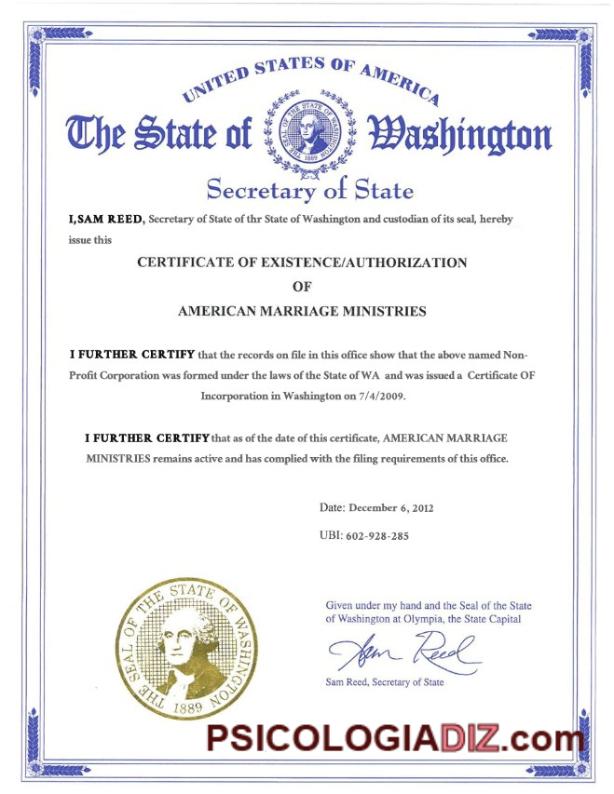 UNITED STATES OF AMERICA
The State of Washington
THE SEAL OF THE STATE OF WASHINGTON
1889
Secretary of State
I,SAM REED, Secretary of State of thr State of Washington and custodian of its seal, hereby
issue this
CERTIFICATE OF EXISTENCE/AUTHORIZATION
OF
AMERICAN MARRIAGE MINISTRIES
I FURTHER CERTIFY that the records on file in this office show that the above named Non-
Profit Corporation was formed under the laws of the State of WA and was issued a Certificate OF
Incorporation in Washington on 7/4/2009.
I FURTHER CERTIFY that as of the date of this certificate, AMERICAN MARRIAGE
MINISTRIES remains active and has complied with the filing requirements of this office.
Date: December 6, 2012
UBI: 602-928-285
Given under my hand and the Seal of the State
of Washington at Olympia, the State Capital
Sam Reed
Sam Reed, Secretary of State
THE SEAL OF THE STATE OF WASHINGTON
1889
PSICOLOGIADIZ.com